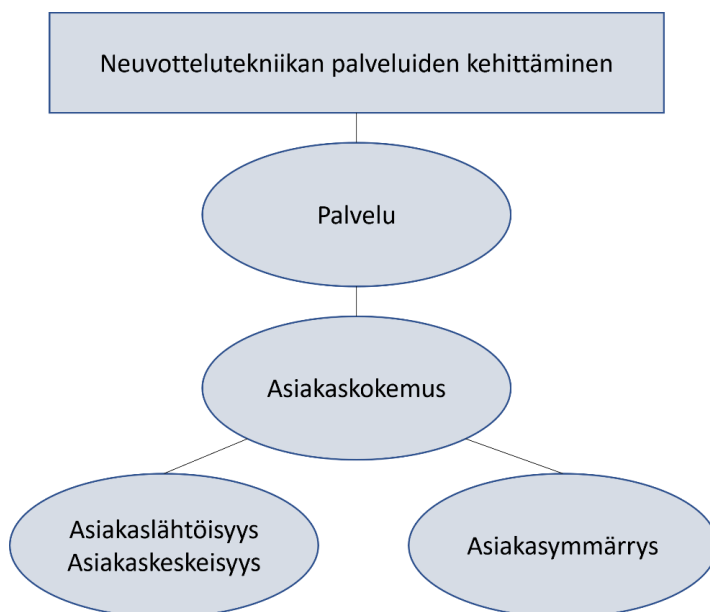 Neuvottelutekniikan palveluiden kehittäminen
Palvelu
Asiakaskokemus
Asiakaslähtöisyys
Asiakaskeskeisyys
Asiakasymmärrys